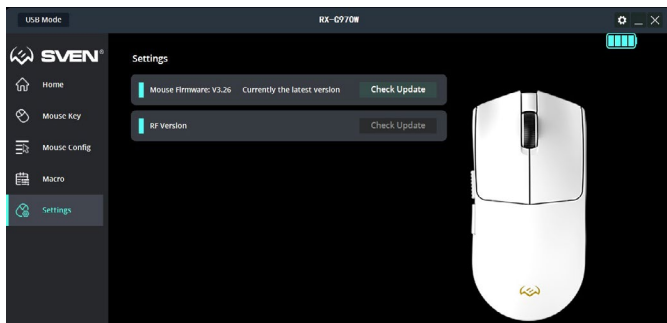 USB Mode
RX-G970W
SVEN®
Settings
Home
Mouse Firmware: V3.26 Currently the latest version Check Update
Mouse Key
RF Version Check Update
Mouse Config
Macro
Settings